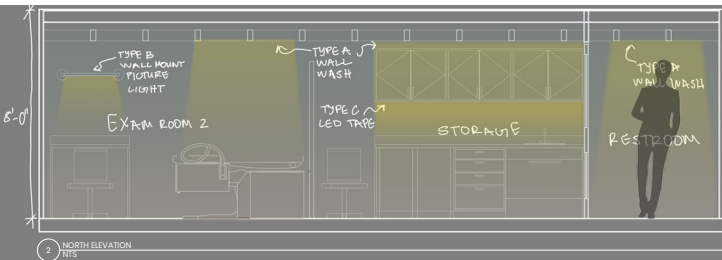 TYPE B
WALL MOUNT
PICTURE
LIGHT
TYPE A
WALL
WASH
TYPE A
WALL WASH
8'-0"
EXAM ROOM 2
TYPE C
LED TAPE
STORAGE
RESTROOM
2
NORTH ELEVATION
NTS